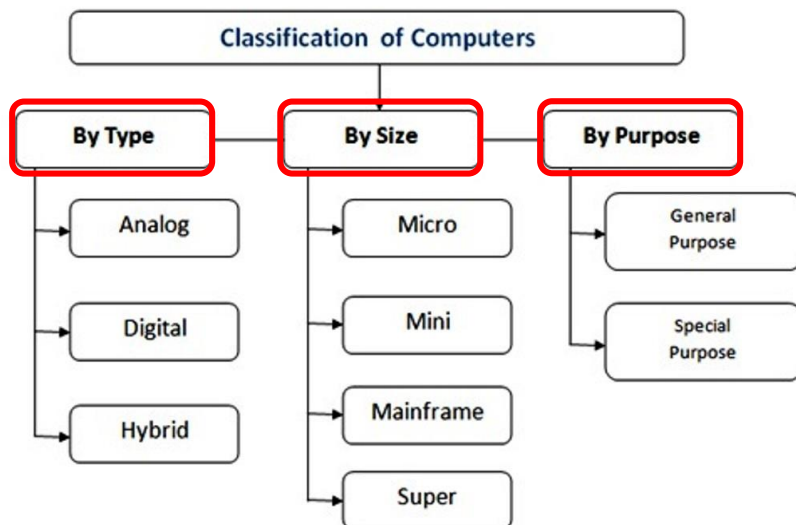 Classification of Computers
By Type
By Size
By Purpose
Analog
Digital
Hybrid
Micro
Mini
Mainframe
Super
General
Purpose
Special
Purpose